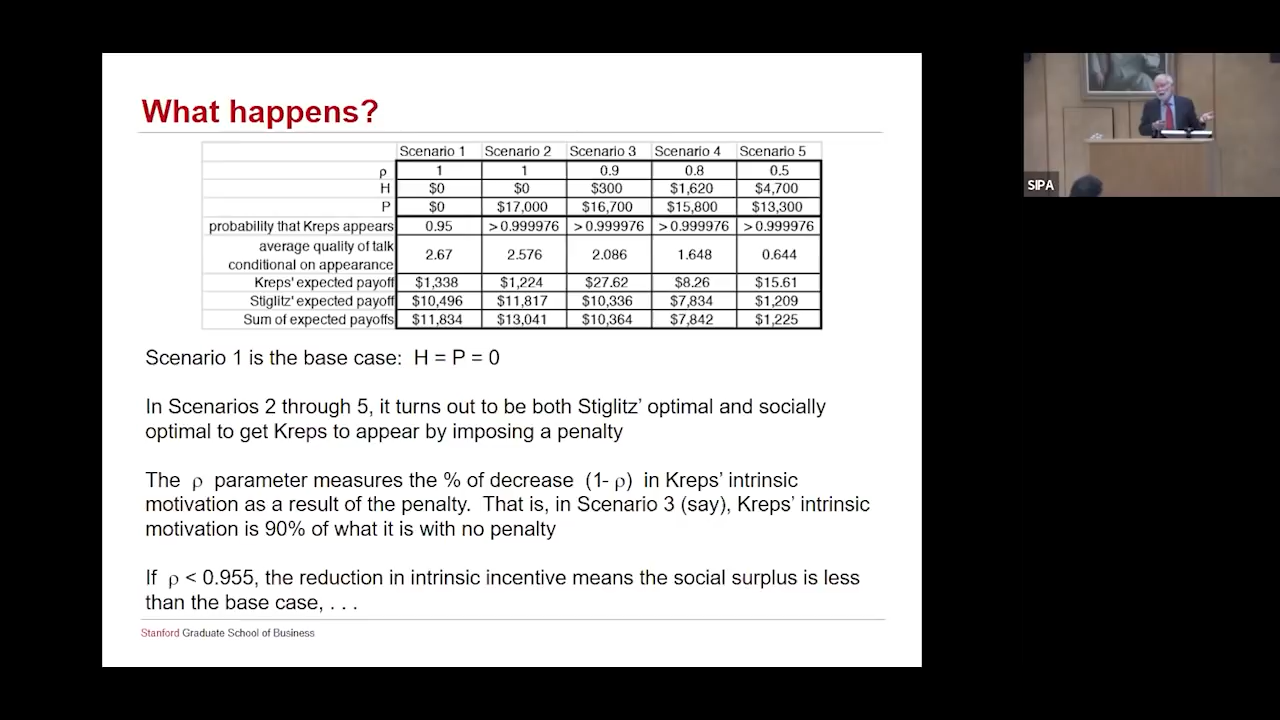 What happens?
Scenario 1 Scenario 2 Scenario 3 Scenario 4 Scenario 5
ρ 1 1 0.9 0.8 0.5
H $0 $0 $300 $1,620 $4,700
P $0 $17,000 $16,700 $15,800 $13,300
probability that Kreps appears 0.95 > 0.999976 > 0.999976 > 0.999976 > 0.999976
average quality of talk
conditional on appearance 2.67 2.576 2.086 1.648 0.644
Kreps' expected payoff $1,338 $1,224 $27.62 $8.26 $15.61
Stiglitz' expected payoff $10,496 $11,817 $10,336 $7,834 $1,209
Sum of expected payoffs $11,834 $13,041 $10,364 $7,842 $1,225
Scenario 1 is the base case: H = P = 0
In Scenarios 2 through 5, it turns out to be both Stiglitz' optimal and socially
optimal to get Kreps to appear by imposing a penalty
The ρ parameter measures the % of decrease (1- ρ) in Kreps' intrinsic
motivation as a result of the penalty. That is, in Scenario 3 (say), Kreps' intrinsic
motivation is 90% of what it is with no penalty
If ρ < 0.955, the reduction in intrinsic incentive means the social surplus is less
than the base case, . . .
Stanford Graduate School of Business
SIPA